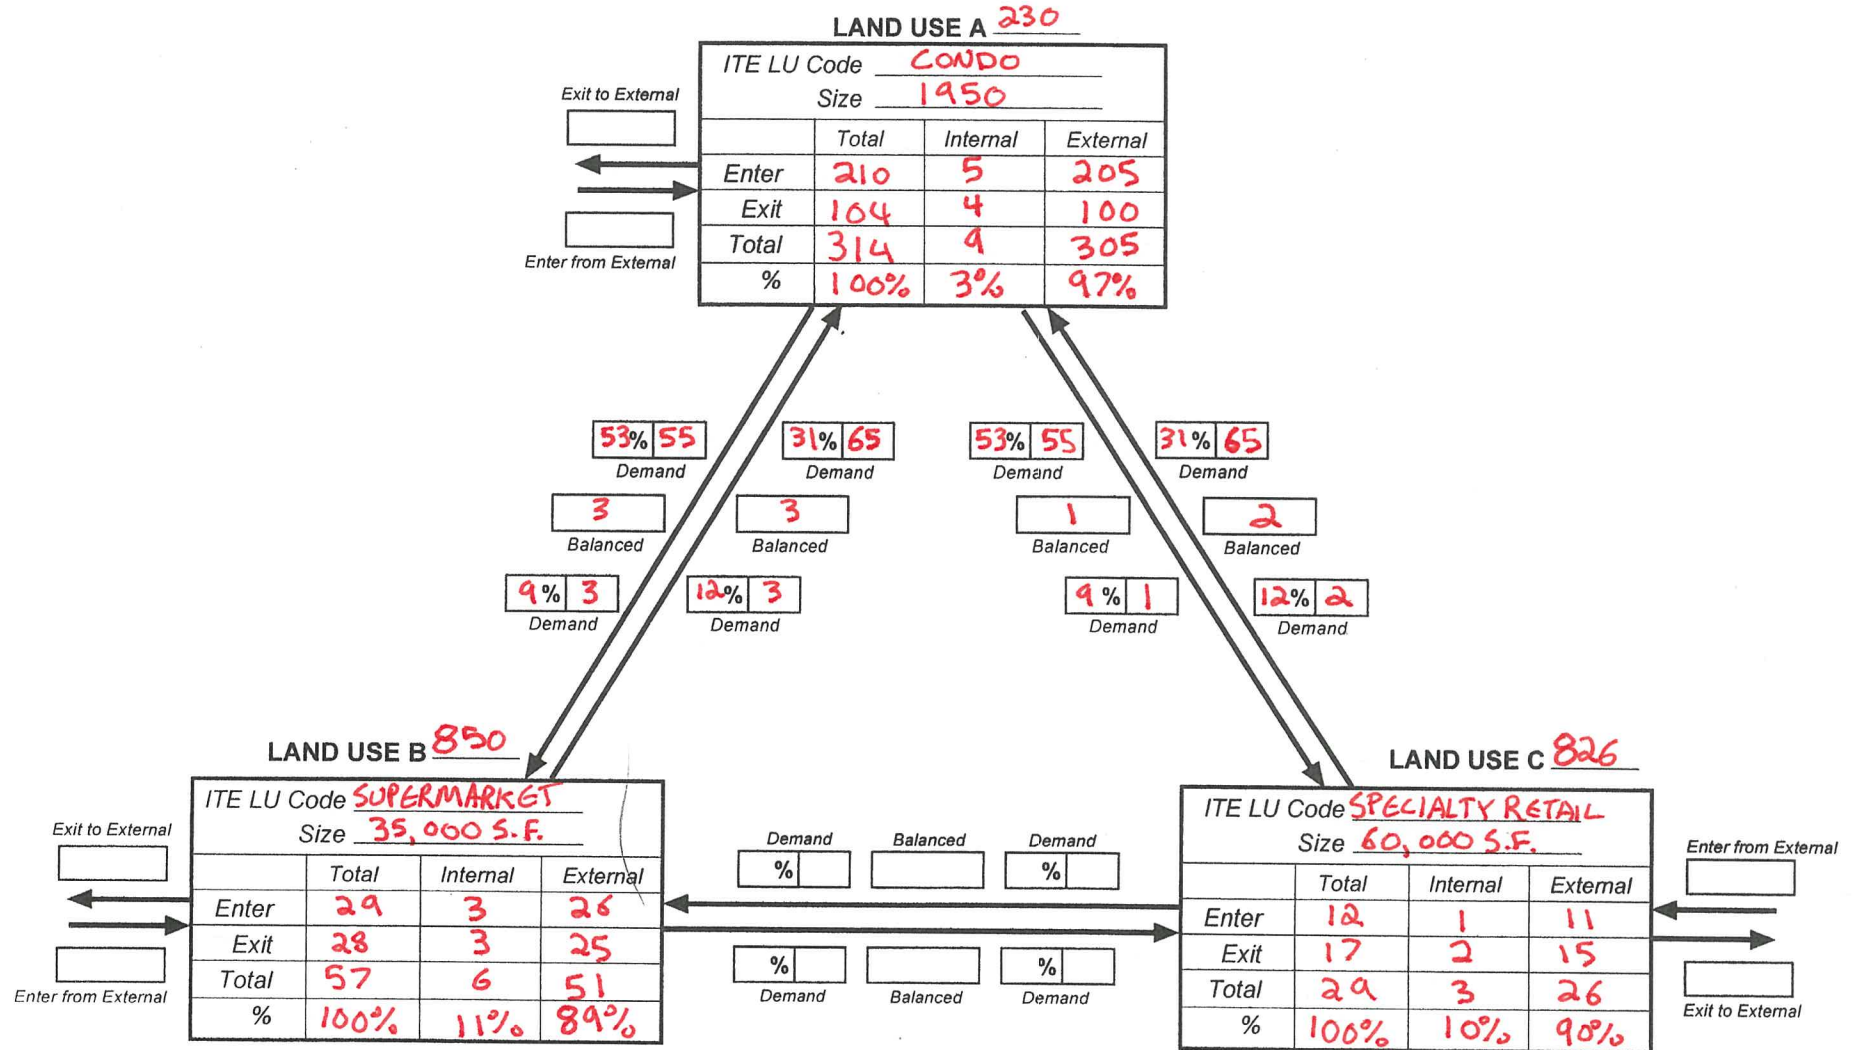 LAND USE A 230
ITE LU Code CONDO
Size 1950
Total Internal External
Enter 210 5 205
Exit 104 4 100
Total 314 9 305
% 100% 3% 97%
Exit to External
Enter from External
53% 55
Demand
31% 65
Demand
53% 55
Demand
31% 65
Demand
3
Balanced
3
Balanced
1
Balanced
2
Balanced
9% 3
Demand
12% 3
Demand
9% 1
Demand
12% 2
Demand
LAND USE B 850
ITE LU Code SUPERMARKET
Size 35,000 S.F.
Total Internal External
Enter 29 3 26
Exit 28 3 25
Total 57 6 51
% 100% 11% 89%
Exit to External
Enter from External
Demand Balanced Demand
% %
% %
Demand Balanced Demand
LAND USE C 826
ITE LU Code SPECIALTY RETAIL
Size 60,000 S.F.
Total Internal External
Enter 12 1 11
Exit 17 2 15
Total 29 3 26
% 100% 10% 90%
Enter from External
Exit to External